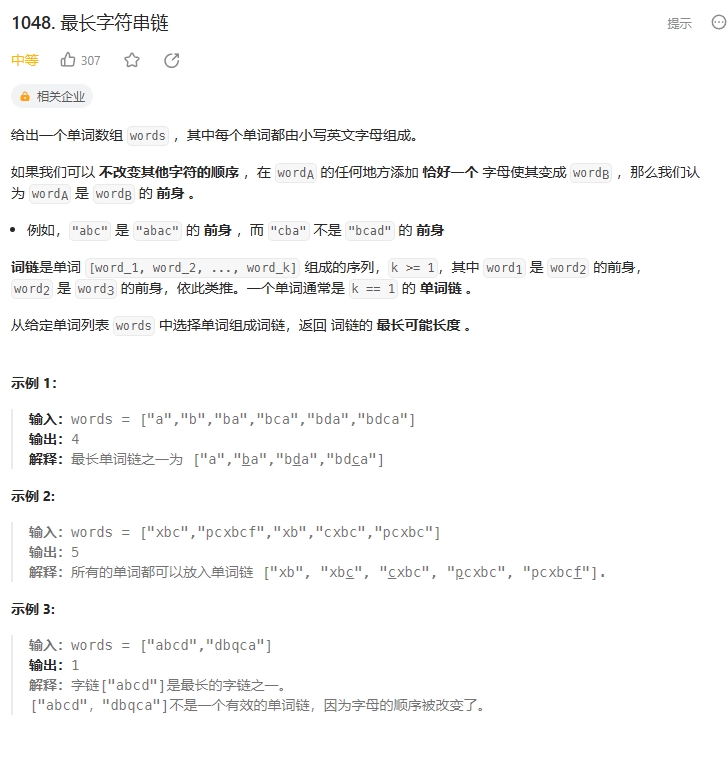 1048. 最长字符串链
提示
中等 307
相关企业
给出一个单词数组 words ，其中每个单词都由小写英文字母组成。
如果我们可以 不改变其他字符的顺序 ，在 wordA 的任何地方添加 恰好一个 字母使其变成 wordB ，那么我们认
为 wordA 是 wordB 的 前身 。
• 例如，"abc" 是 "abac" 的 前身 ，而 "cba" 不是 "bcad" 的 前身
词链是单词 [word_1, word_2, ..., word_k] 组成的序列，k >= 1，其中 word1 是 word2 的前身，
word2 是 word3 的前身，依此类推。一个单词通常是 k == 1 的 单词链 。
从给定单词列表 words 中选择单词组成词链，返回 词链的 最长可能长度 。
示例 1：
输入：words = ["a","b","ba","bca","bda","bdca"]
输出：4
解释：最长单词链之一为 ["a","ba","bda","bdca"]
示例 2:
输入：words = ["xbc","pcxbcf","xb","cxbc","pcxbc"]
输出：5
解释：所有的单词都可以放入单词链 ["xb", "xbc", "cxbc", "pcxbc", "pcxbcf"].
示例 3:
输入：words = ["abcd","dbqca"]
输出：1
解释：字链["abcd"]是最长的字链之一。
["abcd"，"dbqca"]不是一个有效的单词链，因为字母的顺序被改变了。